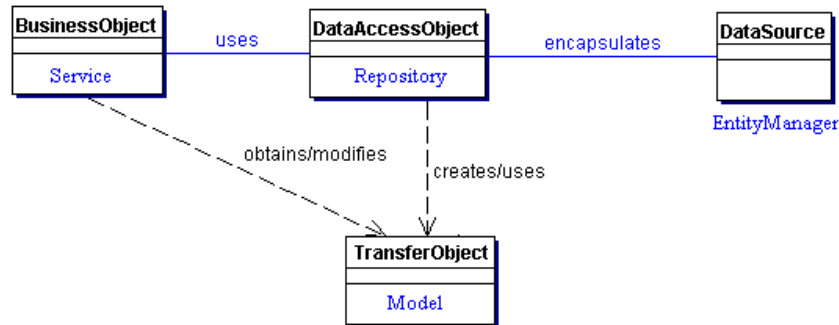 BusinessObject
Service
uses
DataAccessObject
Repository
encapsulates
DataSource
EntityManager
obtains/modifies
creates/uses
TransferObject
Model